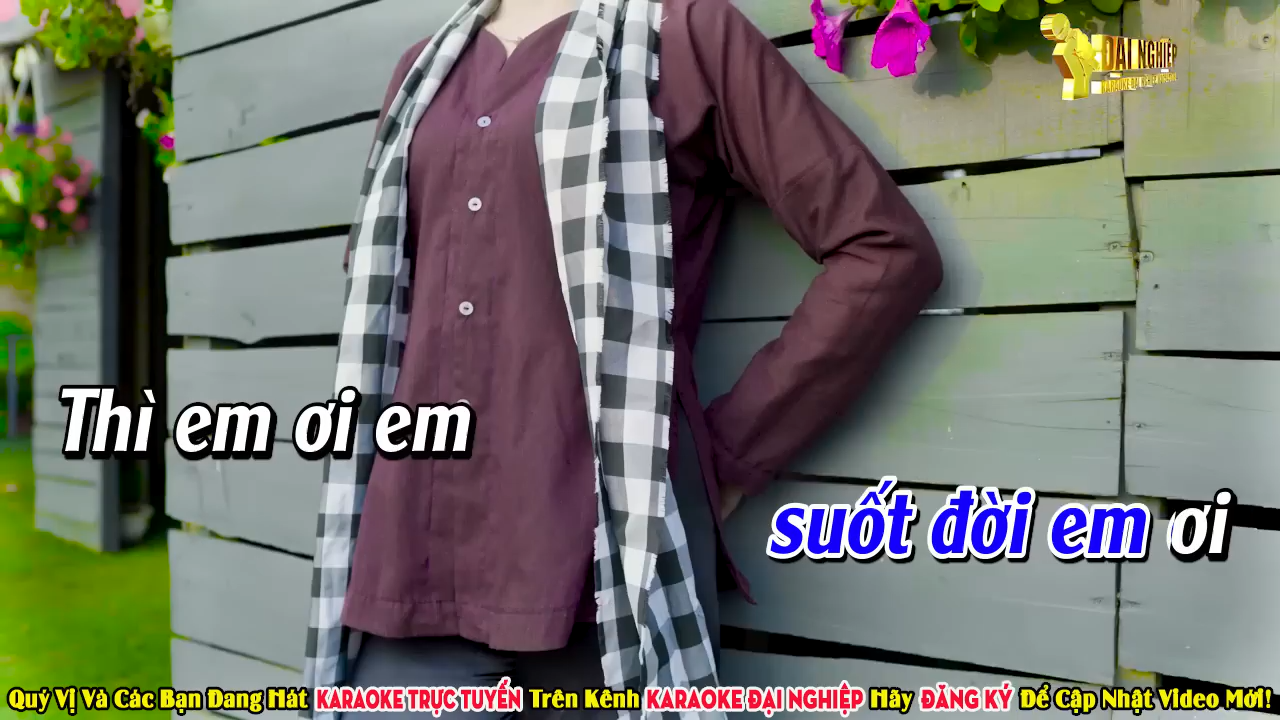 ĐẠI NGHIỆP
Thì em ơi em
suốt đời em ơi
Quý Vị Và Các Bạn Đang Hát KARAOKE TRỰC TUYẾN Trên Kênh KARAOKE ĐẠI NGHIỆP Hãy ĐĂNG KÝ Để Cập Nhật Video Mới!